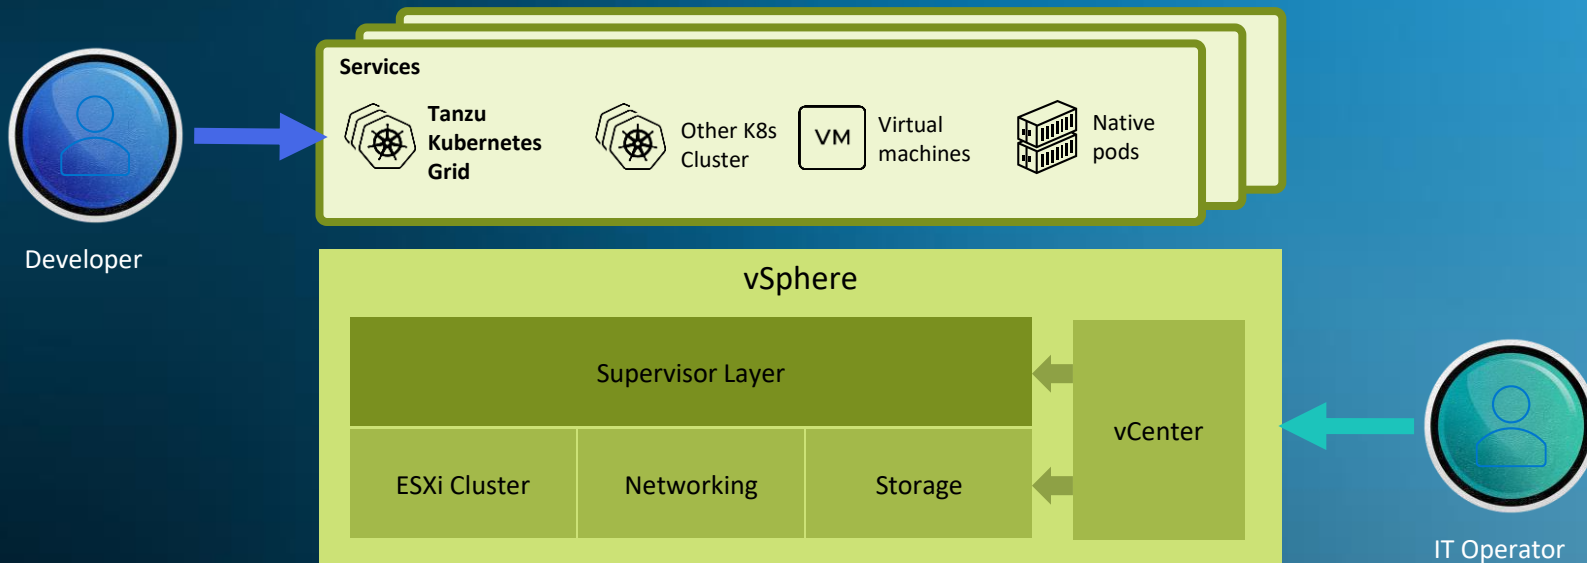 Services
Tanzu
Kubernetes
Grid
Other K8s
Cluster
VM
Virtual
machines
Native
pods
Developer
vSphere
Supervisor Layer
vCenter
ESXi Cluster
Networking
Storage
IT Operator